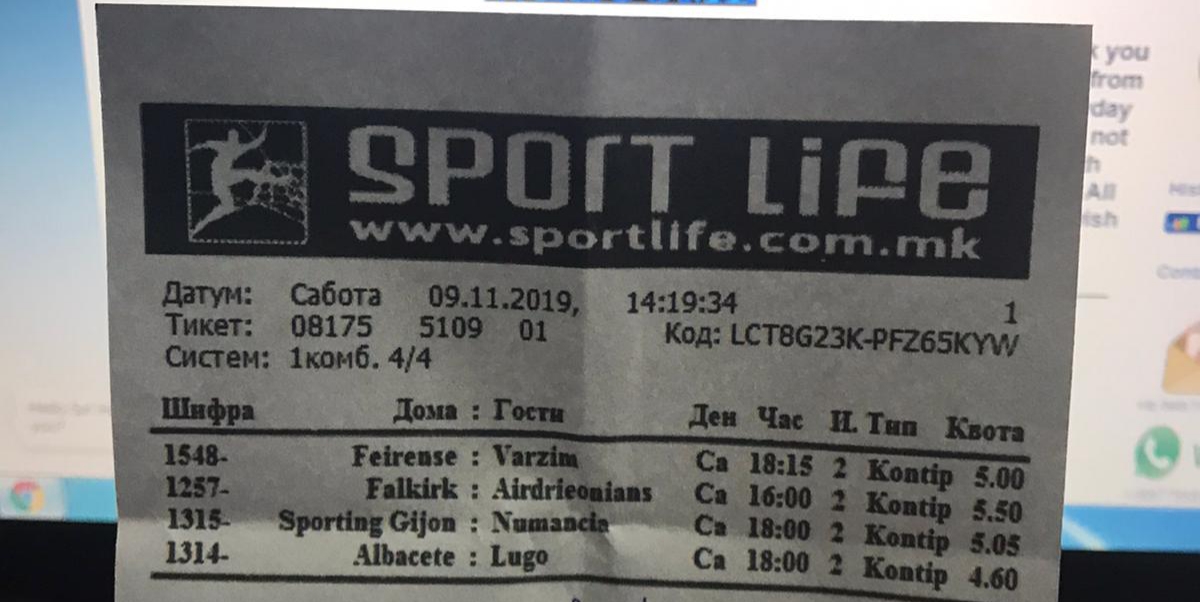 SPORT LIFE
www.sportlife.com.mk
Датум: Сабота 09.11.2019, 14:19:34 1
Тикет: 08175 5109 01 Код: LCT8G23K-PFZ65KYW
Систем: 1комб. 4/4
Шифра Дома : Гости Ден Час И. Тип Квота
1548- Feirense : Varzim Са 18:15 2 Kontip 5.00
1257- Falkirk : Airdrieonians Са 16:00 2 Kontip 5.50
1315- Sporting Gijon : Numancia Са 18:00 2 Kontip 5.05
1314- Albacete : Lugo Са 18:00 2 Kontip 4.60
you
from
day
not
All